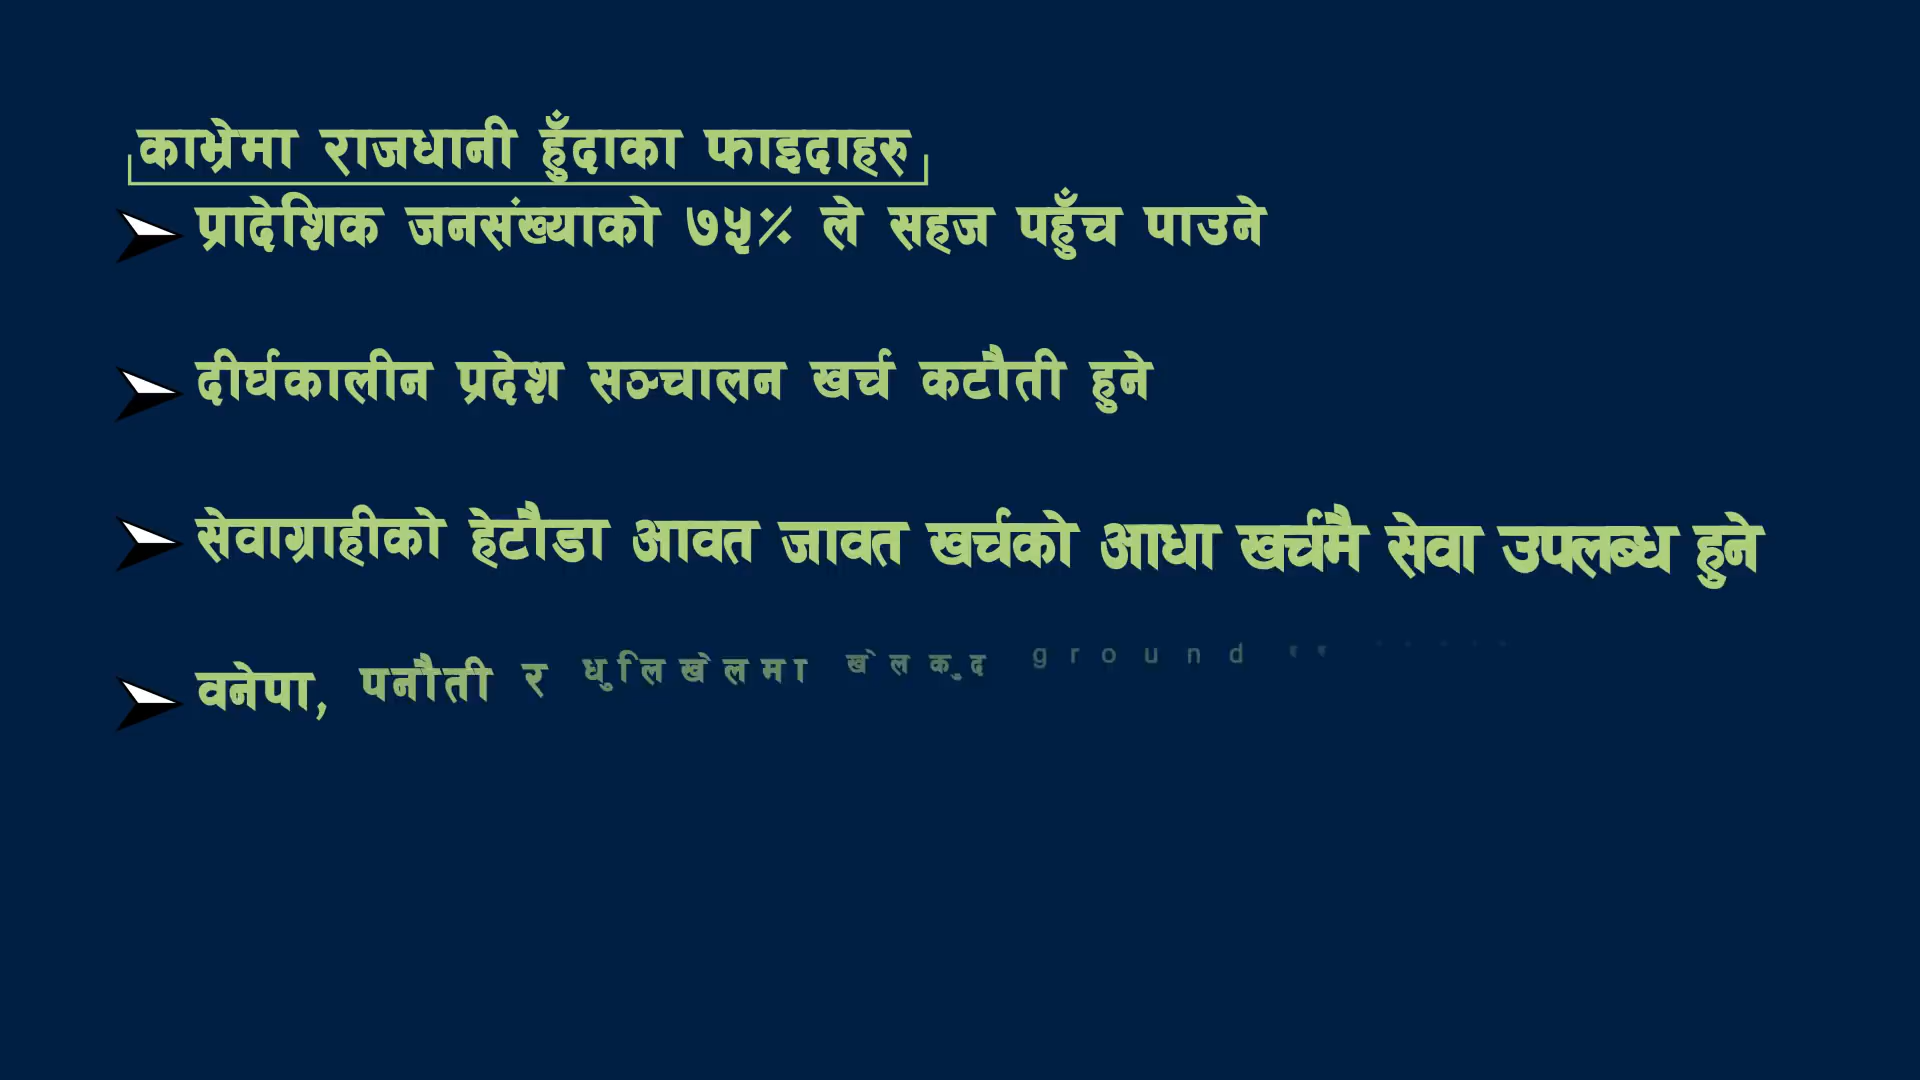 काभ्रेमा राजधानी हुँदाका फाइदाहरु
प्रादेशिक जनसंख्याको ७५% ले सहज पहुँच पाउने
दीर्घकालीन प्रदेश सञ्चालन खर्च कटौती हुने
सेवाग्राहीको हेटौडा आवत जावत खर्चको आधा खर्चमै सेवा उपलब्ध हुने
वनेपा, पनौती र धुलिखेलमा खेलकुद ground